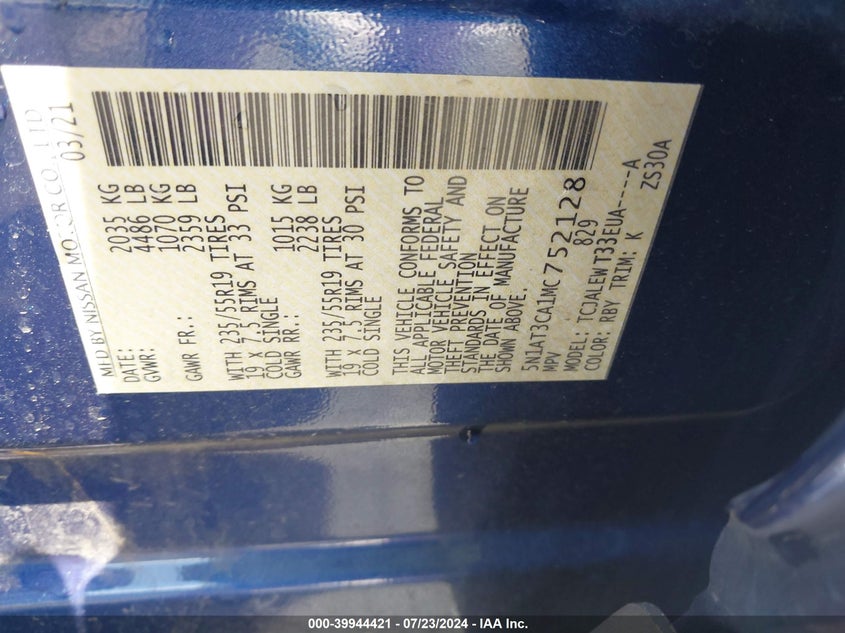 MFD BY NISSAN MOTOR CO., LTD
DATE: 03/21
GVWR: 2035 KG
4486 LB
GAWR FR.: 1070 KG
2359 LB
WITH 235/55R19 TIRES
19 X 7.5 RIMS AT 33 PSI
COLD SINGLE
GAWR RR.: 1015 KG
2238 LB
WITH 235/55R19 TIRES
19 X 7.5 RIMS AT 30 PSI
COLD SINGLE
THIS VEHICLE CONFORMS TO
ALL APPLICABLE FEDERAL
MOTOR VEHICLE SAFETY AND
THEFT PREVENTION
STANDARDS IN EFFECT ON
THE DATE OF MANUFACTURE
SHOWN ABOVE.
5N1AT3CA1MC752128
MPV 829
MODEL: TCJALEWT33EUA----A
COLOR: RBY TRIM: K ZS30A
000-39944421 - 07/23/2024 - IAA Inc.